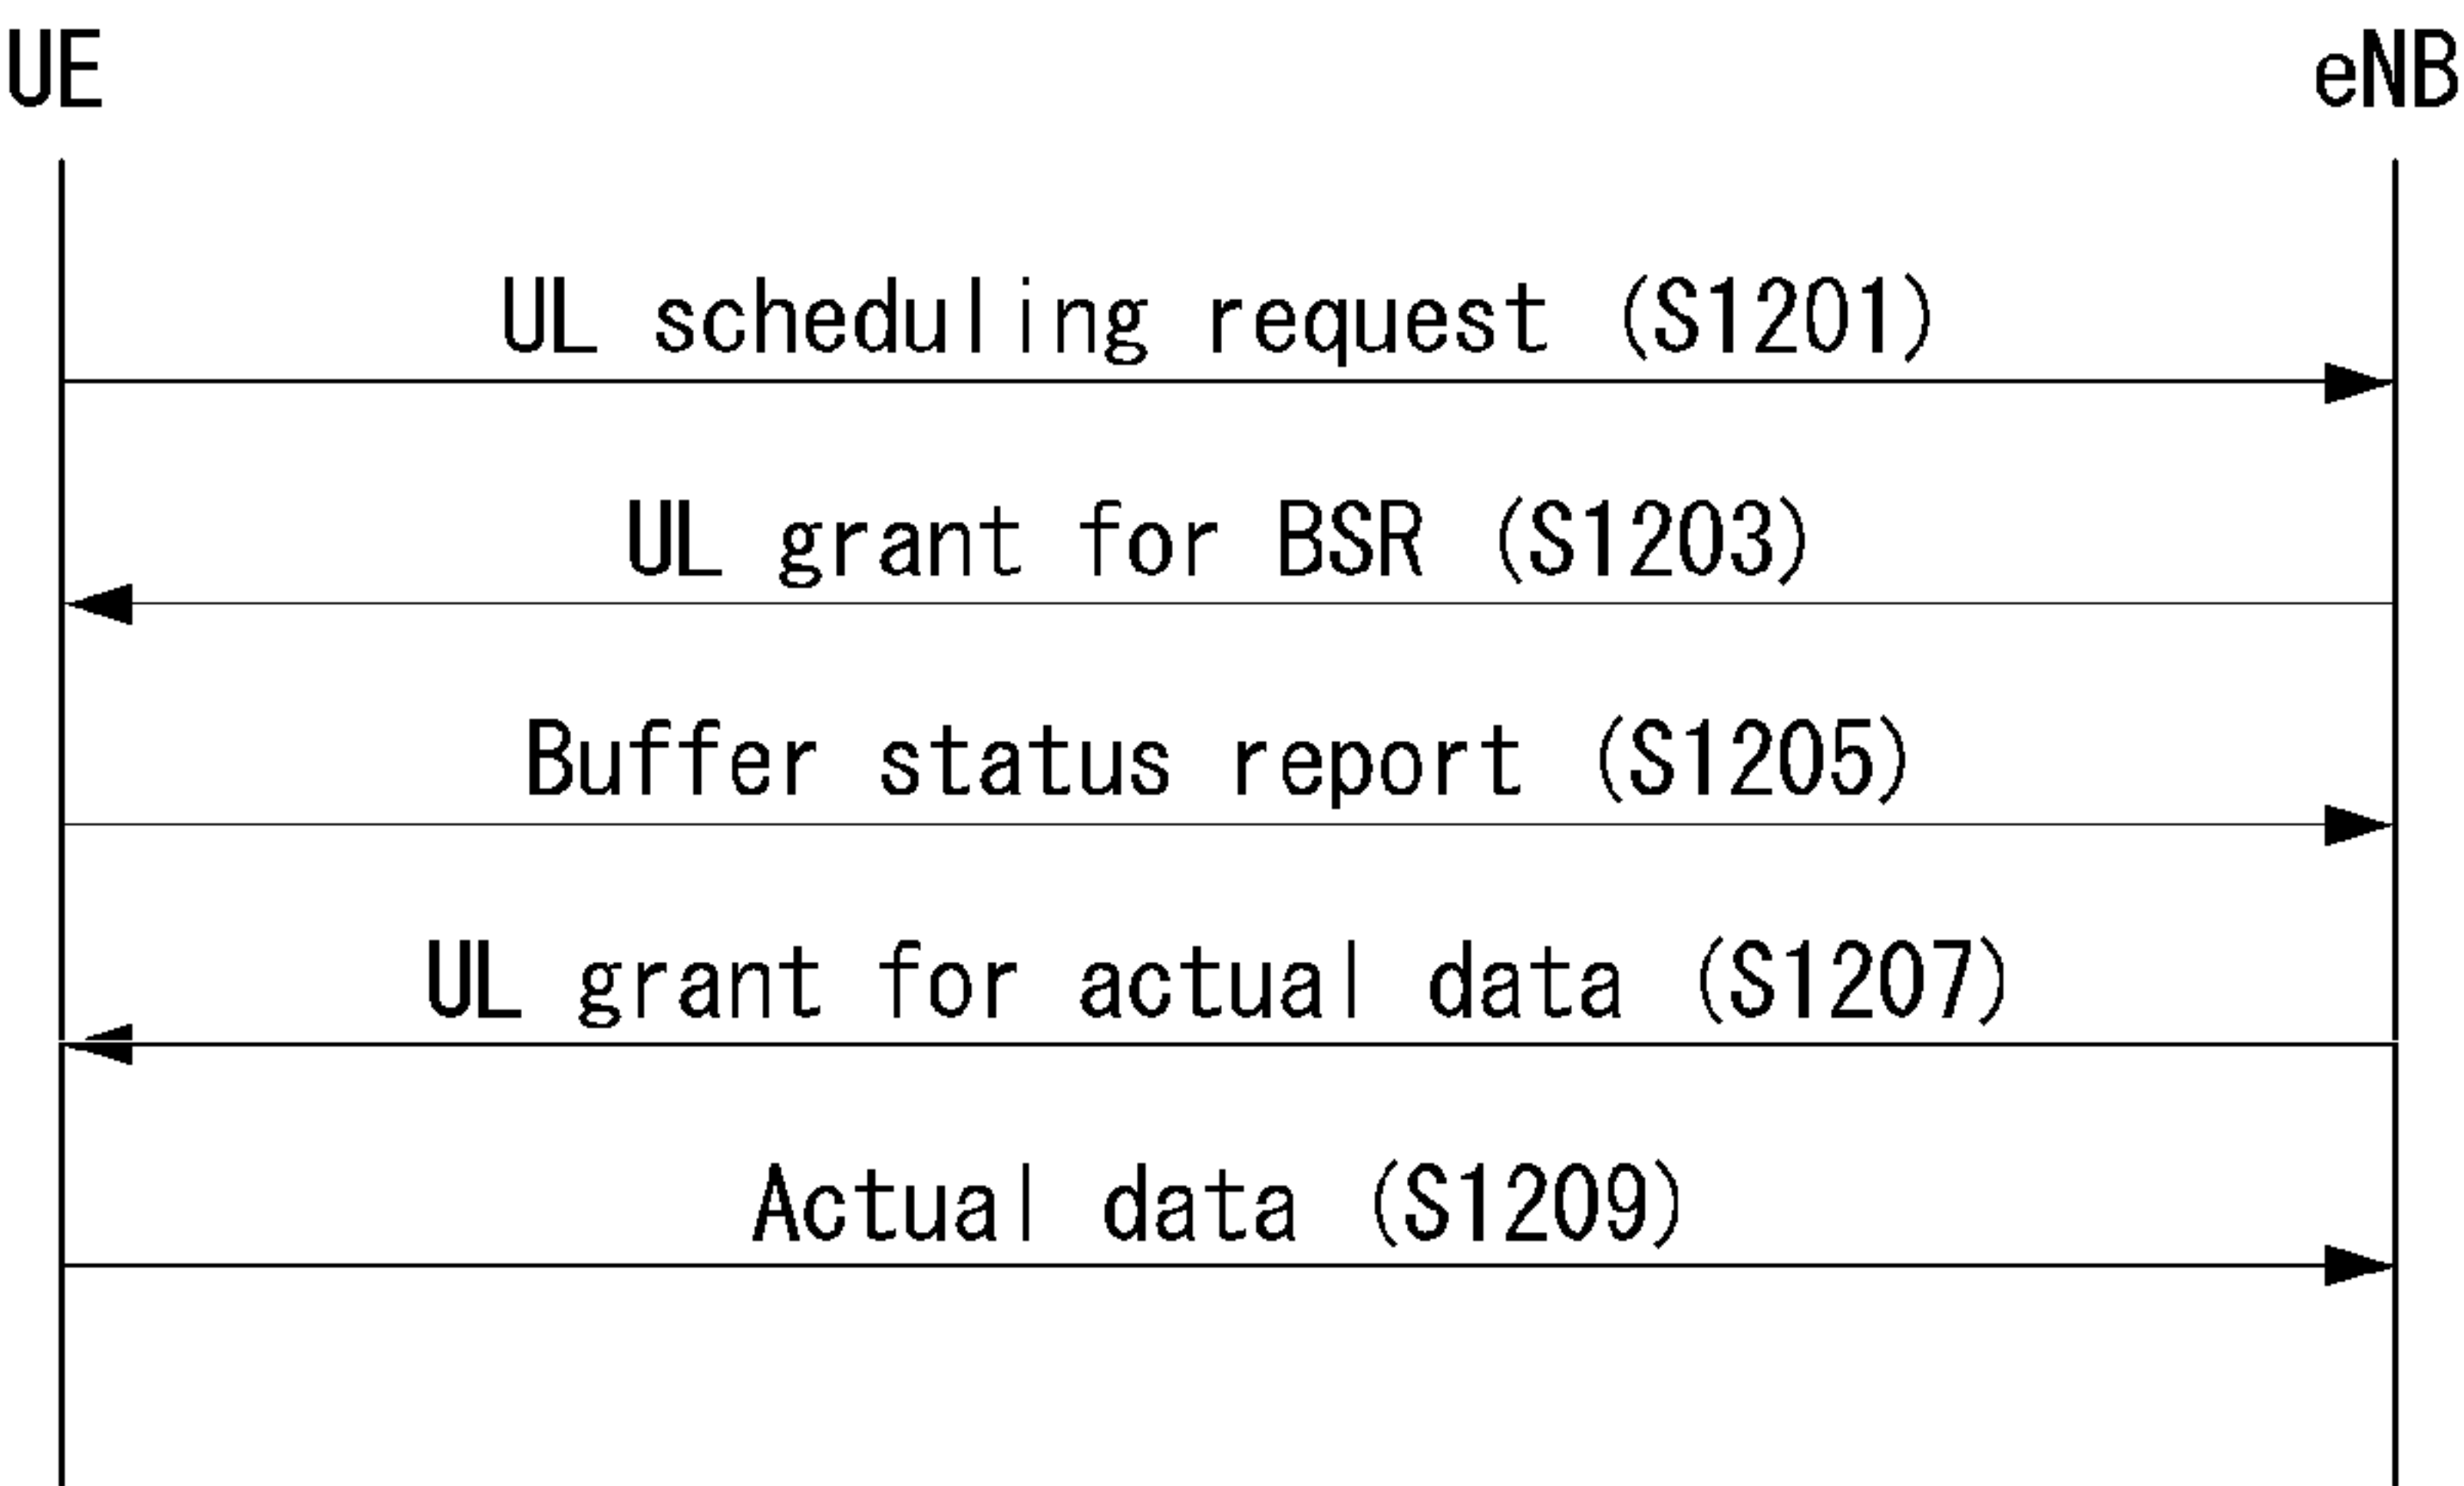 UE eNB
UL scheduling request (S1201)
UL grant for BSR (S1203)
Buffer status report (S1205)
UL grant for actual data (S1207)
Actual data (S1209)